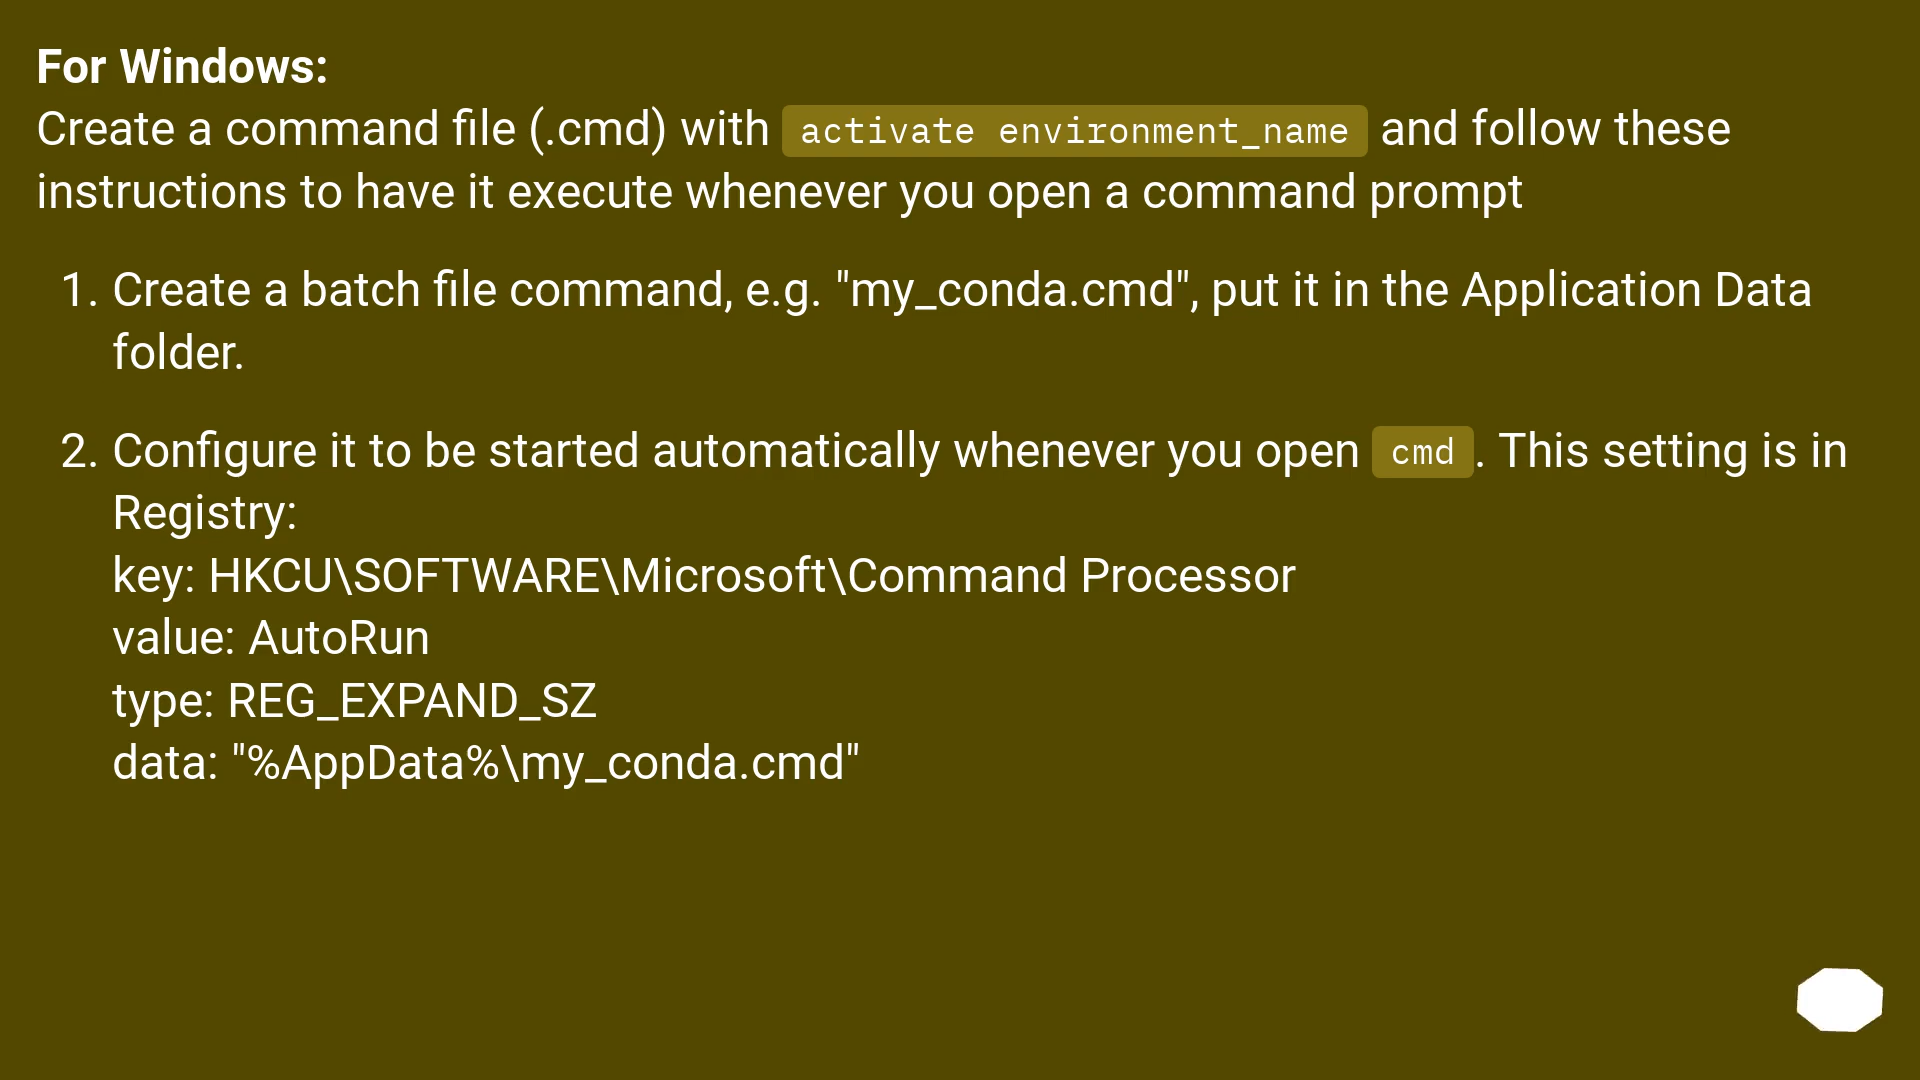 For Windows:
Create a command file (.cmd) with activate environment_name and follow these
instructions to have it execute whenever you open a command prompt
1. Create a batch file command, e.g. "my_conda.cmd", put it in the Application Data
folder.
2. Configure it to be started automatically whenever you open cmd. This setting is in
Registry:
key: HKCU\SOFTWARE\Microsoft\Command Processor
value: AutoRun
type: REG_EXPAND_SZ
data: "%AppData%\my_conda.cmd"